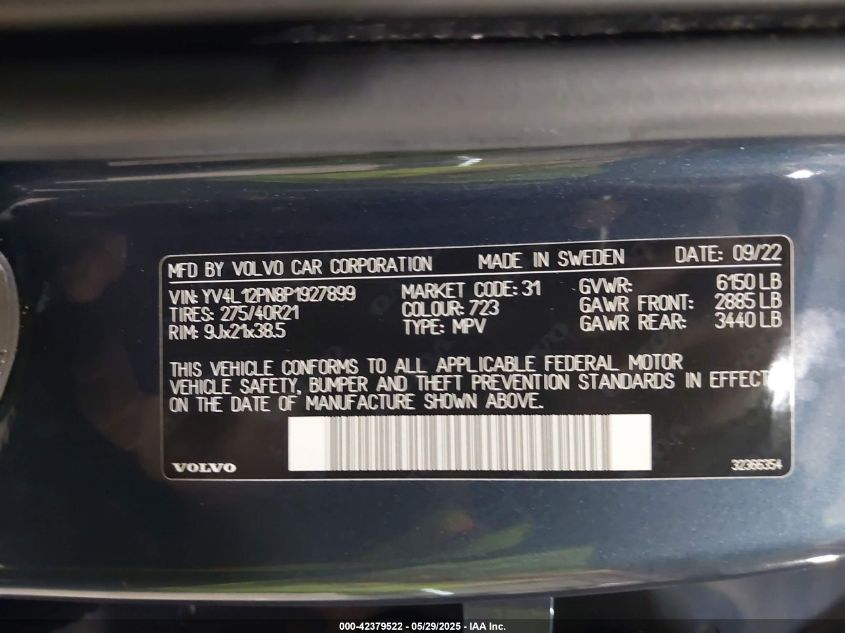 MFD BY VOLVO CAR CORPORATION MADE IN SWEDEN DATE: 09/22
VIN: YV4L12PN8P1927899 MARKET CODE: 31 GVWR: 6150 LB
TIRES: 275/40R21 COLOUR: 723 GAWR FRONT: 2885 LB
RIM: 9Jx21x38.5 TYPE: MPV GAWR REAR: 3440 LB
THIS VEHICLE CONFORMS TO ALL APPLICABLE FEDERAL MOTOR
VEHICLE SAFETY, BUMPER AND THEFT PREVENTION STANDARDS IN EFFECT
ON THE DATE OF MANUFACTURE SHOWN ABOVE.
VOLVO 32366354
000-42379522 - 05/29/2025 - IAA Inc.